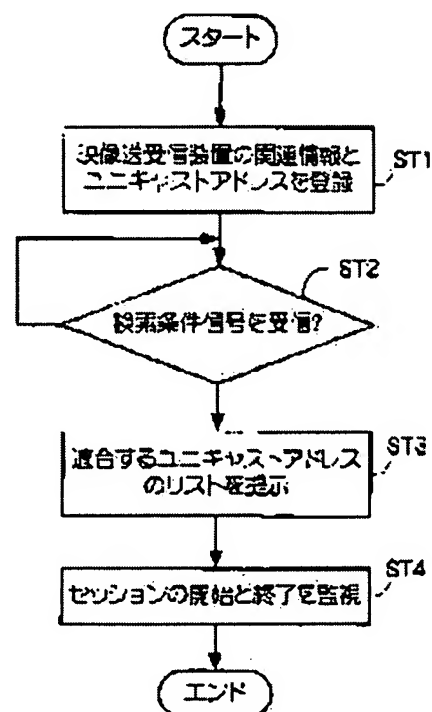 スタート
映像送受信装置の関連情報と
ユニキャストアドレスを登録
ST1
ST2
検索条件信号を受信?
適合するユニキャストアドレス
のリストを提示
ST3
セッションの開始と終了を監視
ST4
エンド